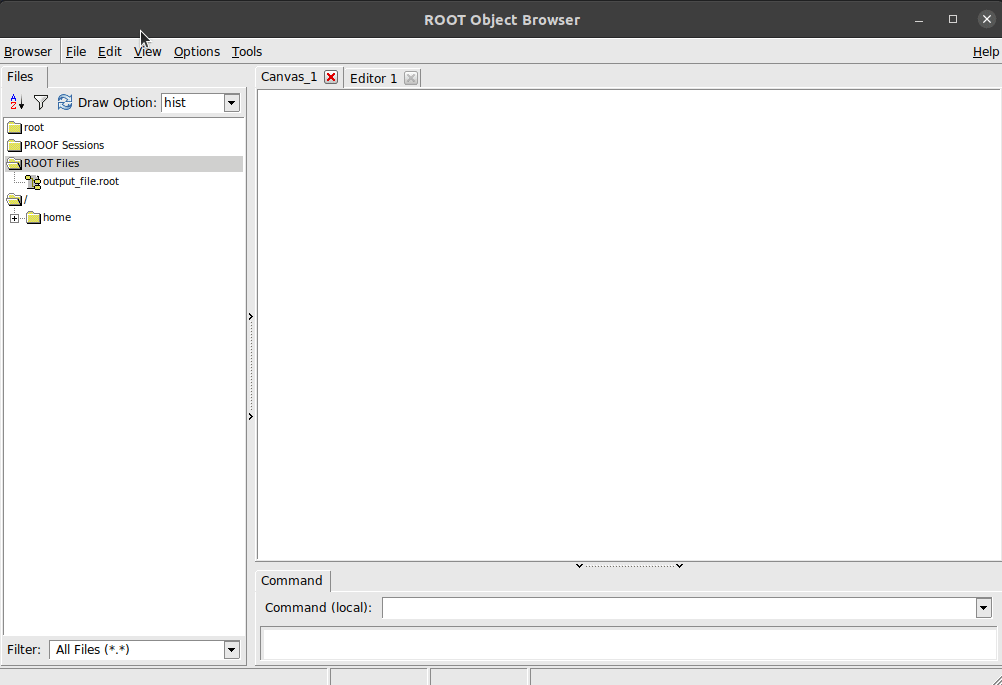 ROOT Object Browser
Browser File Edit View Options Tools Help
Files
Canvas_1 Editor 1
A Z Draw Option: hist
root
PROOF Sessions
ROOT Files
output_file.root
/
home
Command
Command (local):
Filter: All Files (*.*)